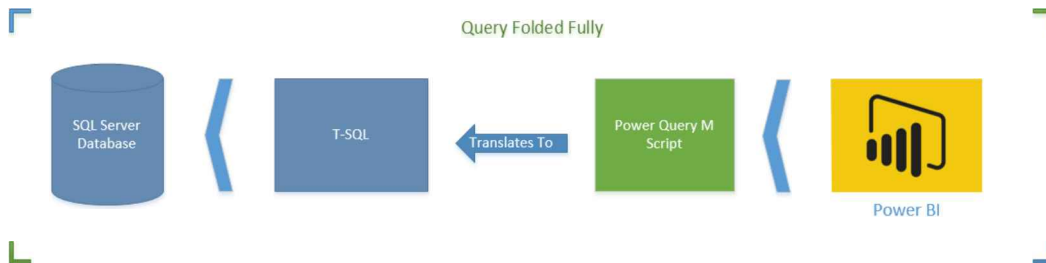 Query Folded Fully
SQL Server
Database
T-SQL
Translates To
Power Query M
Script
Power BI